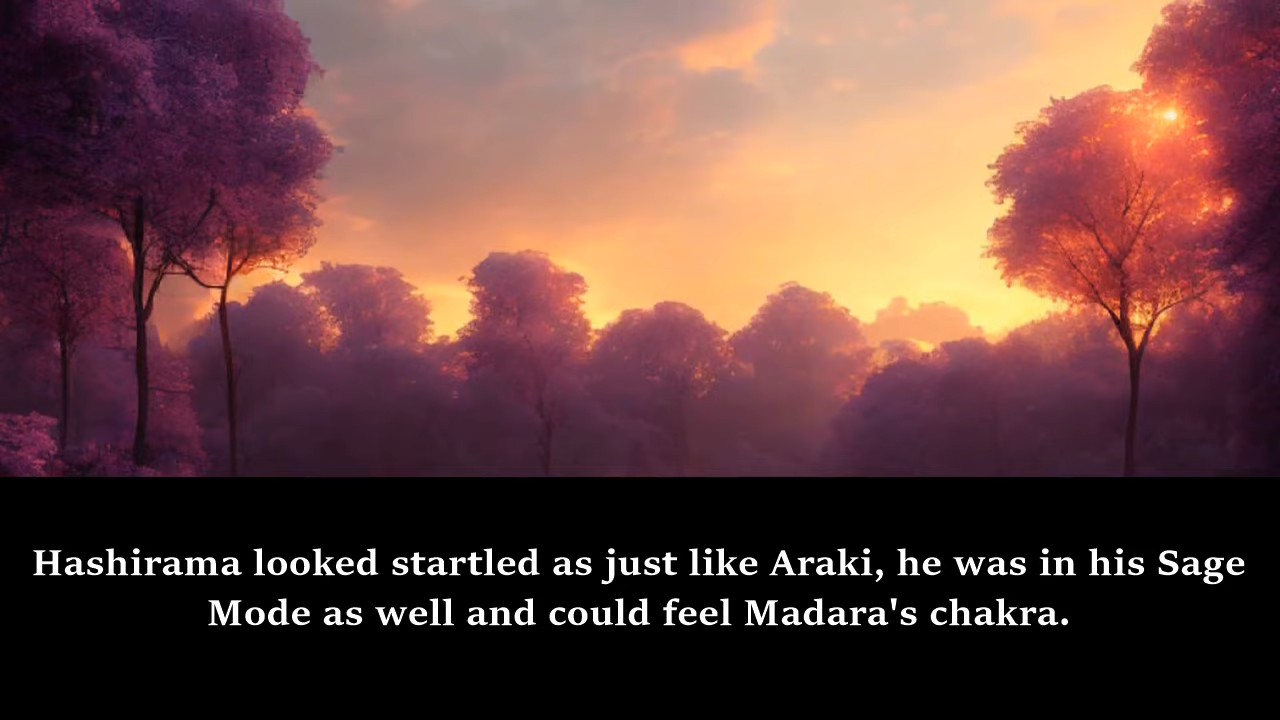 Hashirama looked startled as just like Araki, he was in his Sage
Mode as well and could feel Madara's chakra.